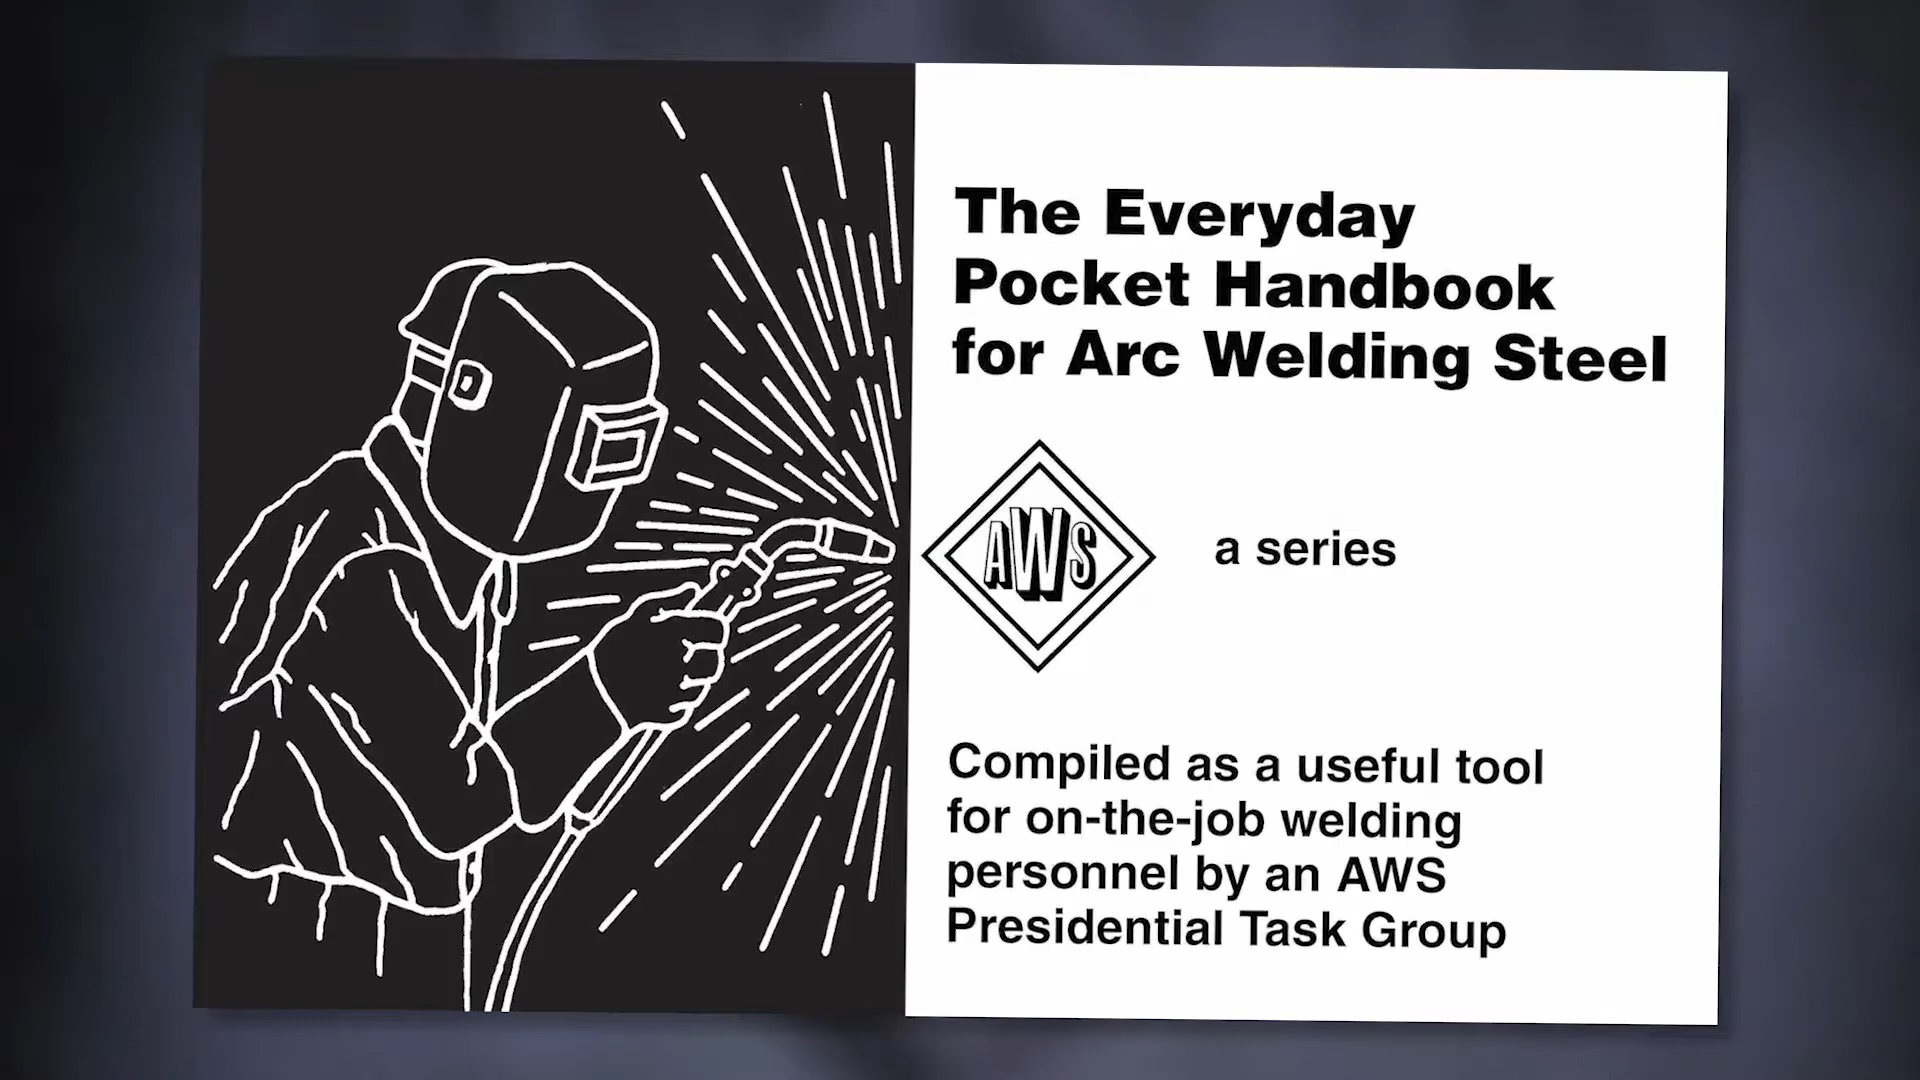 The Everyday
Pocket Handbook
for Arc Welding Steel
AWS
a series
Compiled as a useful tool
for on-the-job welding
personnel by an AWS
Presidential Task Group